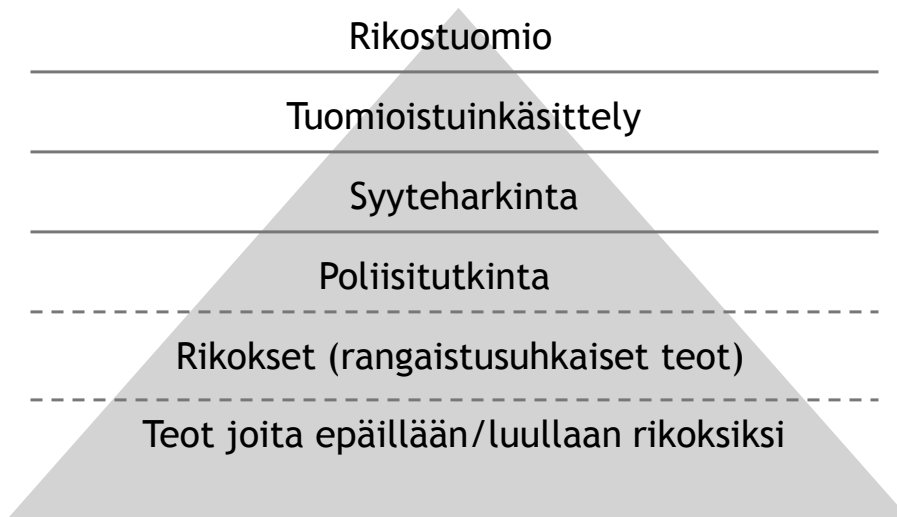 Rikostuomio
Tuomioistuinkäsittely
Syyteharkinta
Poliisitutkinta
Rikokset (rangaistusuhkaiset teot)
Teot joita epäillään/luullaan rikoksiksi